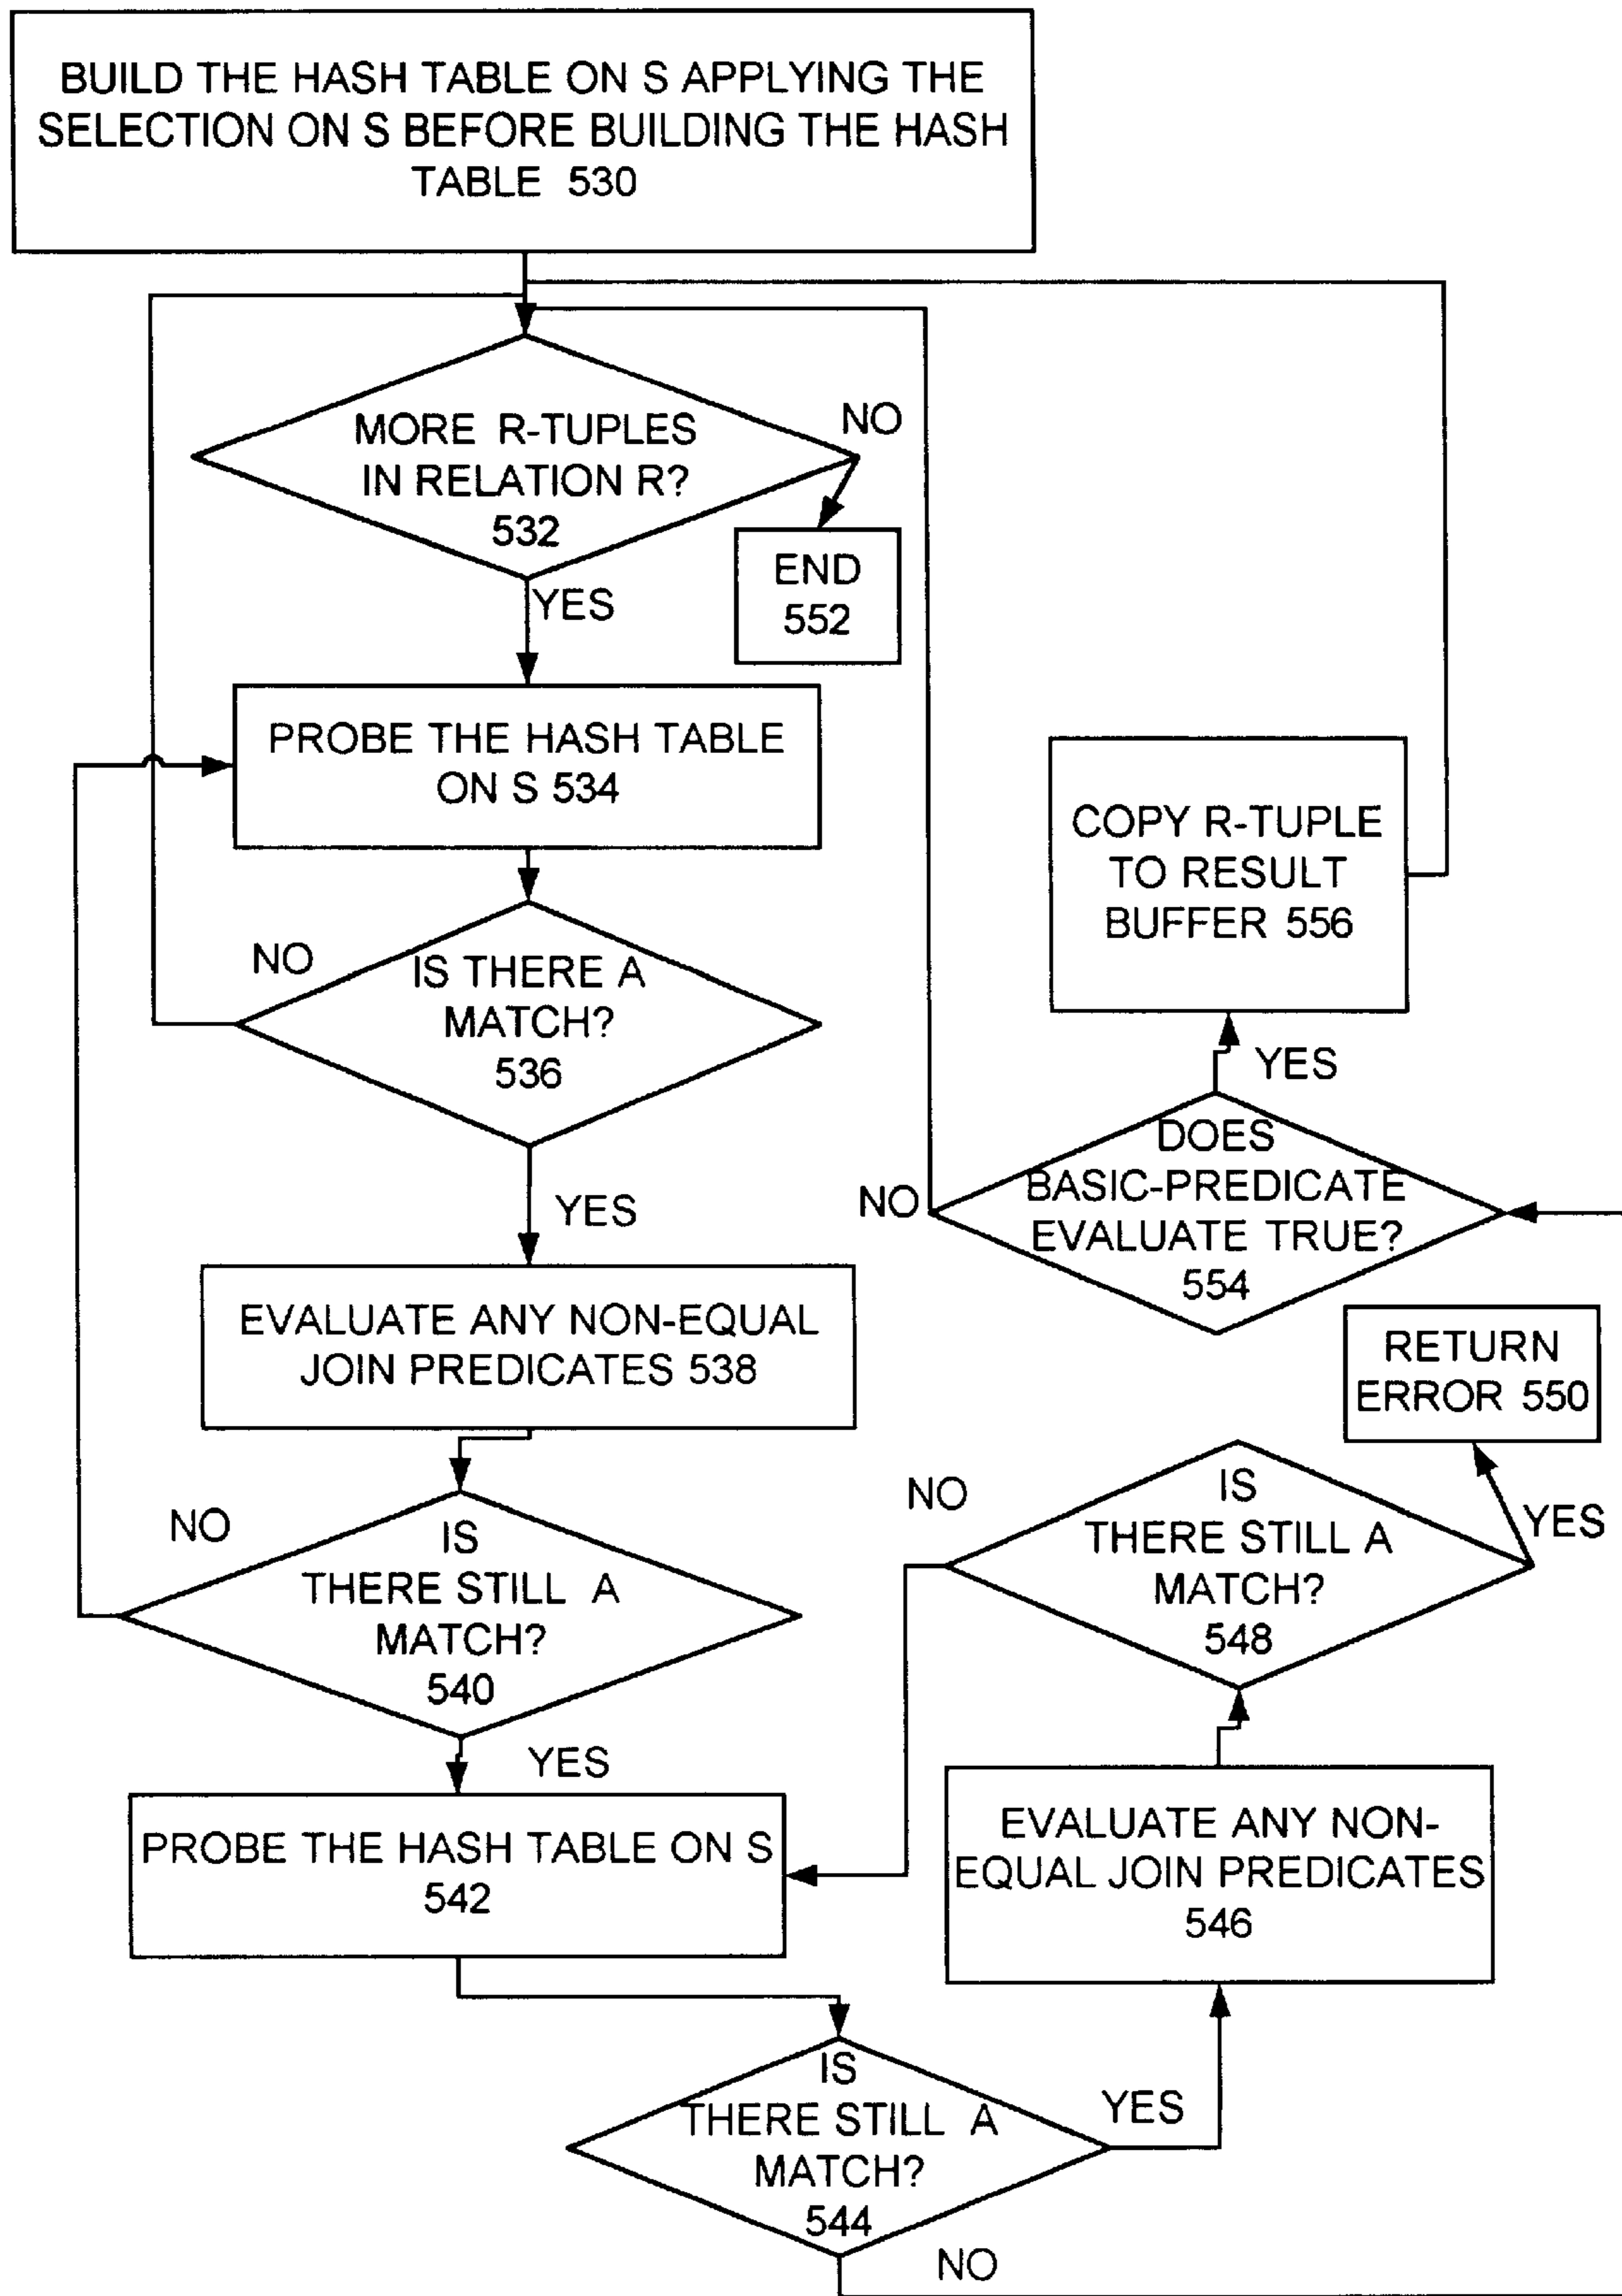 BUILD THE HASH TABLE ON S APPLYING THE
SELECTION ON S BEFORE BUILDING THE HASH
TABLE 530
MORE R-TUPLES
IN RELATION R?
532
NO
END
552
YES
PROBE THE HASH TABLE
ON S 534
NO
IS THERE A
MATCH?
536
YES
EVALUATE ANY NON-EQUAL
JOIN PREDICATES 538
NO
IS
THERE STILL A
MATCH?
540
YES
PROBE THE HASH TABLE ON S
542
IS
THERE STILL A
MATCH?
544
YES
NO
EVALUATE ANY NON-
EQUAL JOIN PREDICATES
546
IS
THERE STILL A
MATCH?
548
NO
YES
RETURN
ERROR 550
DOES
BASIC-PREDICATE
EVALUATE TRUE?
554
NO
YES
COPY R-TUPLE
TO RESULT
BUFFER 556